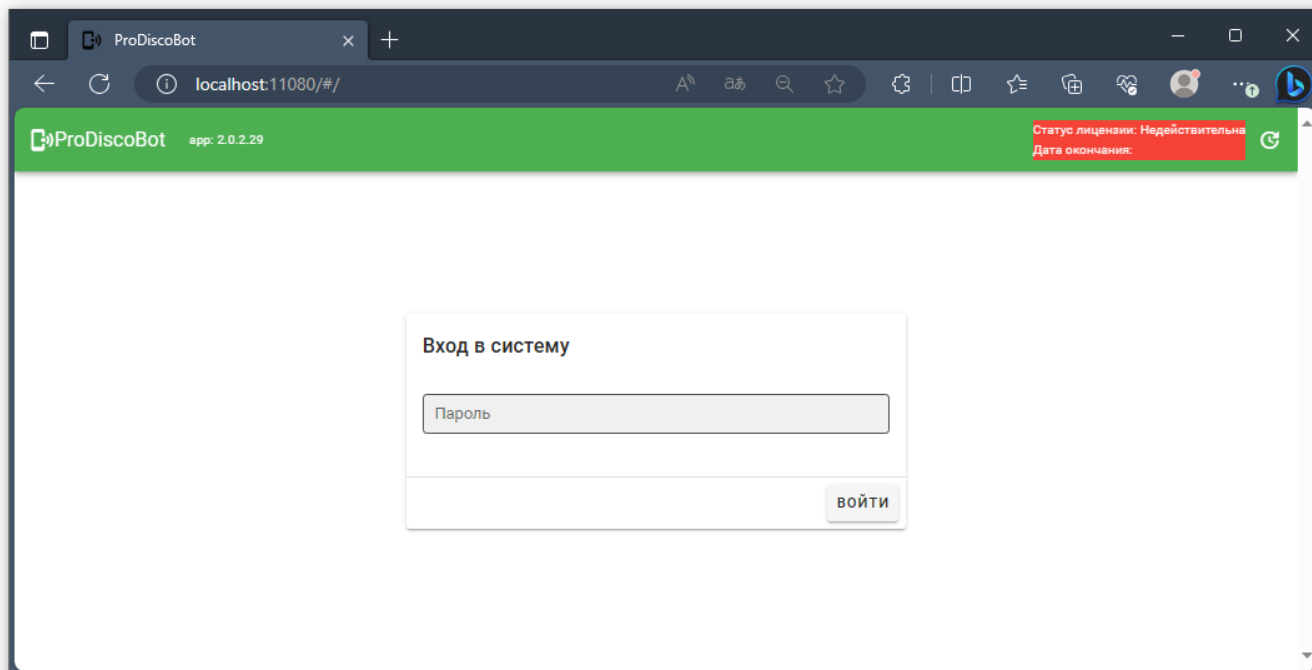 ProDiscoBot
localhost:11080/#/
ProDiscoBot app: 2.0.2.29
Статус лицензии: Недействительна
Дата окончания:
Вход в систему
Пароль
ВОЙТИ